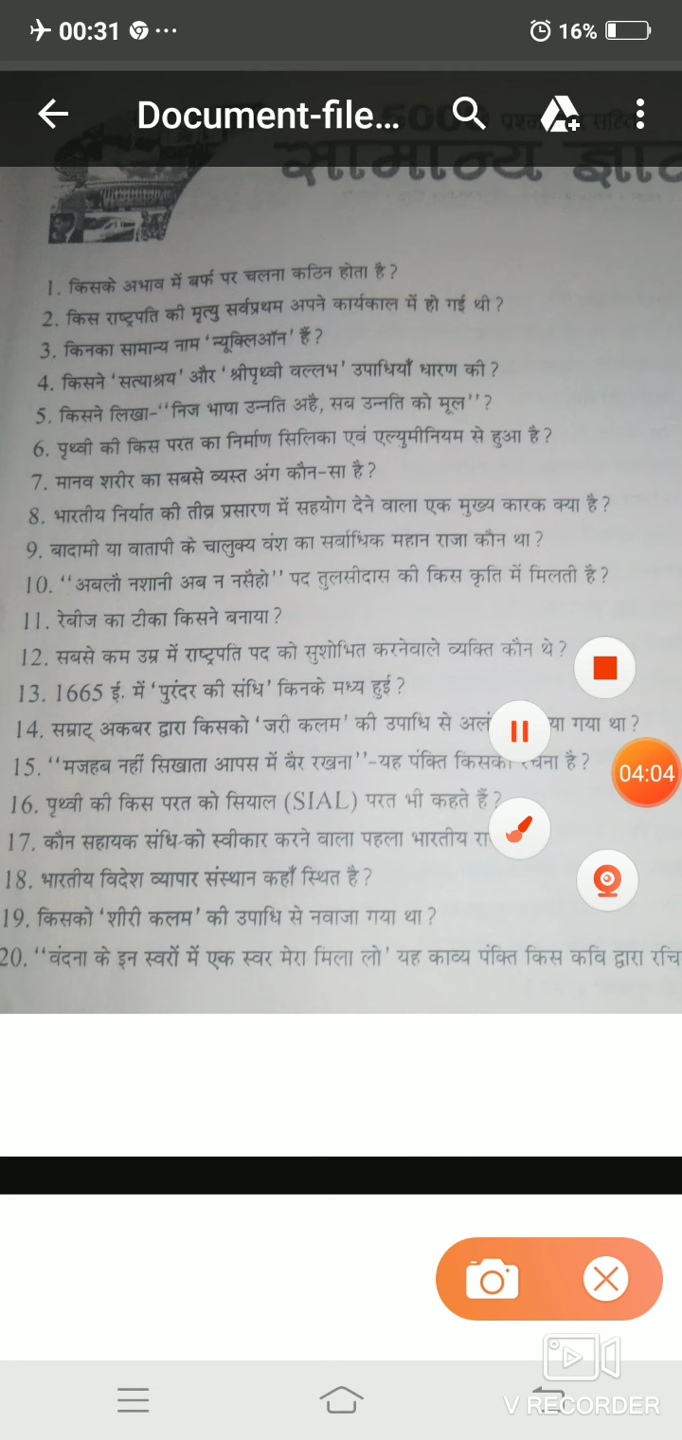 00:31
16%
Document-file...
5000
सामान्य
1. किसके अभाव में बर्फ पर चलना कठिन होता है?
2. किस राष्ट्रपति की मृत्यु सर्वप्रथम अपने कार्यकाल में हो गई थी?
3. किनका सामान्य नाम 'न्यूक्लिऑन' हैं?
4. किसने 'सत्याश्रय' और 'श्रीपृथ्वी वल्लभ' उपाधियाँ धारण की?
5. किसने लिखा-"निज भाषा उन्नति अहै, सब उन्नति को मूल"?
6. पृथ्वी की किस परत का निर्माण सिलिका एवं एल्युमीनियम से हुआ है?
7. मानव शरीर का सबसे व्यस्त अंग कौन-सा है?
8. भारतीय निर्यात की तीव्र प्रसारण में सहयोग देने वाला एक मुख्य कारक क्या है?
9. बादामी या वातापी के चालुक्य वंश का सर्वाधिक महान राजा कौन था?
10. "अबलौ नशानी अब न नसैहो" पद तुलसीदास की किस कृति में मिलती है?
11. रेबीज का टीका किसने बनाया?
12. सबसे कम उम्र में राष्ट्रपति पद को सुशोभित करनेवाले व्यक्ति कौन थे?
13. 1665 ई. में 'पुरंदर की संधि' किनके मध्य हुई?
14. सम्राट् अकबर द्वारा किसको 'जरी कलम' की उपाधि से या गया था?
15. "मजहब नहीं सिखाता आपस में बैर रखना"-यह पंक्ति किसकी रचना है?
04:04
16. पृथ्वी की किस परत को सियाल (SIAL) परत भी कहते हैं?
17. कौन सहायक संधि को स्वीकार करने वाला पहला भारतीय
18. भारतीय विदेश व्यापार संस्थान कहाँ स्थित है?
19. किसको 'शीरी कलम' की उपाधि से नवाजा गया था?
20. "वंदना के इन स्वरों में एक स्वर मेरा मिला लो' यह काव्य पंक्ति किस कवि द्वारा रचि
V RECORDER